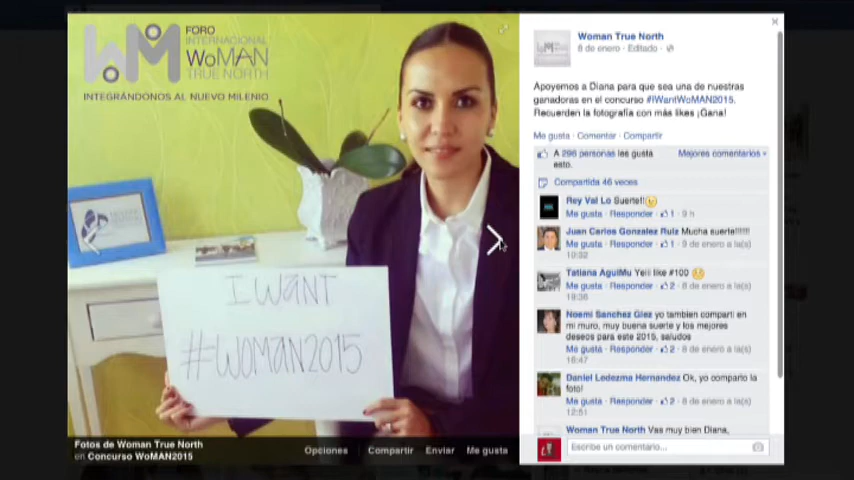 WoM
FORO
INTERNACIONAL
WoMAN
TRUE NORTH
INTEGRÁNDONOS AL NUEVO MILENIO
I WANT
#WOMAN2015
Fotos de Woman True North
en Concurso WoMAN2015
Opciones Compartir Enviar Me gusta
Woman True North
8 de enero · Editado ·
Apoyemos a Diana para que sea una de nuestras
ganadoras en el concurso #IWantWoMAN2015.
Recuerden la fotografía con más likes ¡Gana!
Me gusta · Comentar · Compartir
A 296 personas les gusta
esto.
Mejores comentarios
Compartida 46 veces
Rey Val Lo Suerte!!
Me gusta · Responder · 1 · 9 h
Juan Carlos Gonzalez Ruiz Mucha suerte!!!!!!!
Me gusta · Responder · 1 · 9 de enero a la(s)
10:32
Tatiana AguiMu Yeiii like #100
Me gusta · Responder · 2 · 8 de enero a la(s)
18:36
Noemi Sanchez Glez yo tambien comparti en
mi muro, muy buena suerte y los mejores
deseos para este 2015, saludos
Me gusta · Responder · 2 · 8 de enero a la(s)
16:47
Daniel Ledezma Hernandez Ok, yo comparto la
foto!
Me gusta · Responder · 2 · 8 de enero a la(s)
12:51
Woman True North Vas muy bien Diana,
Escribe un comentario...